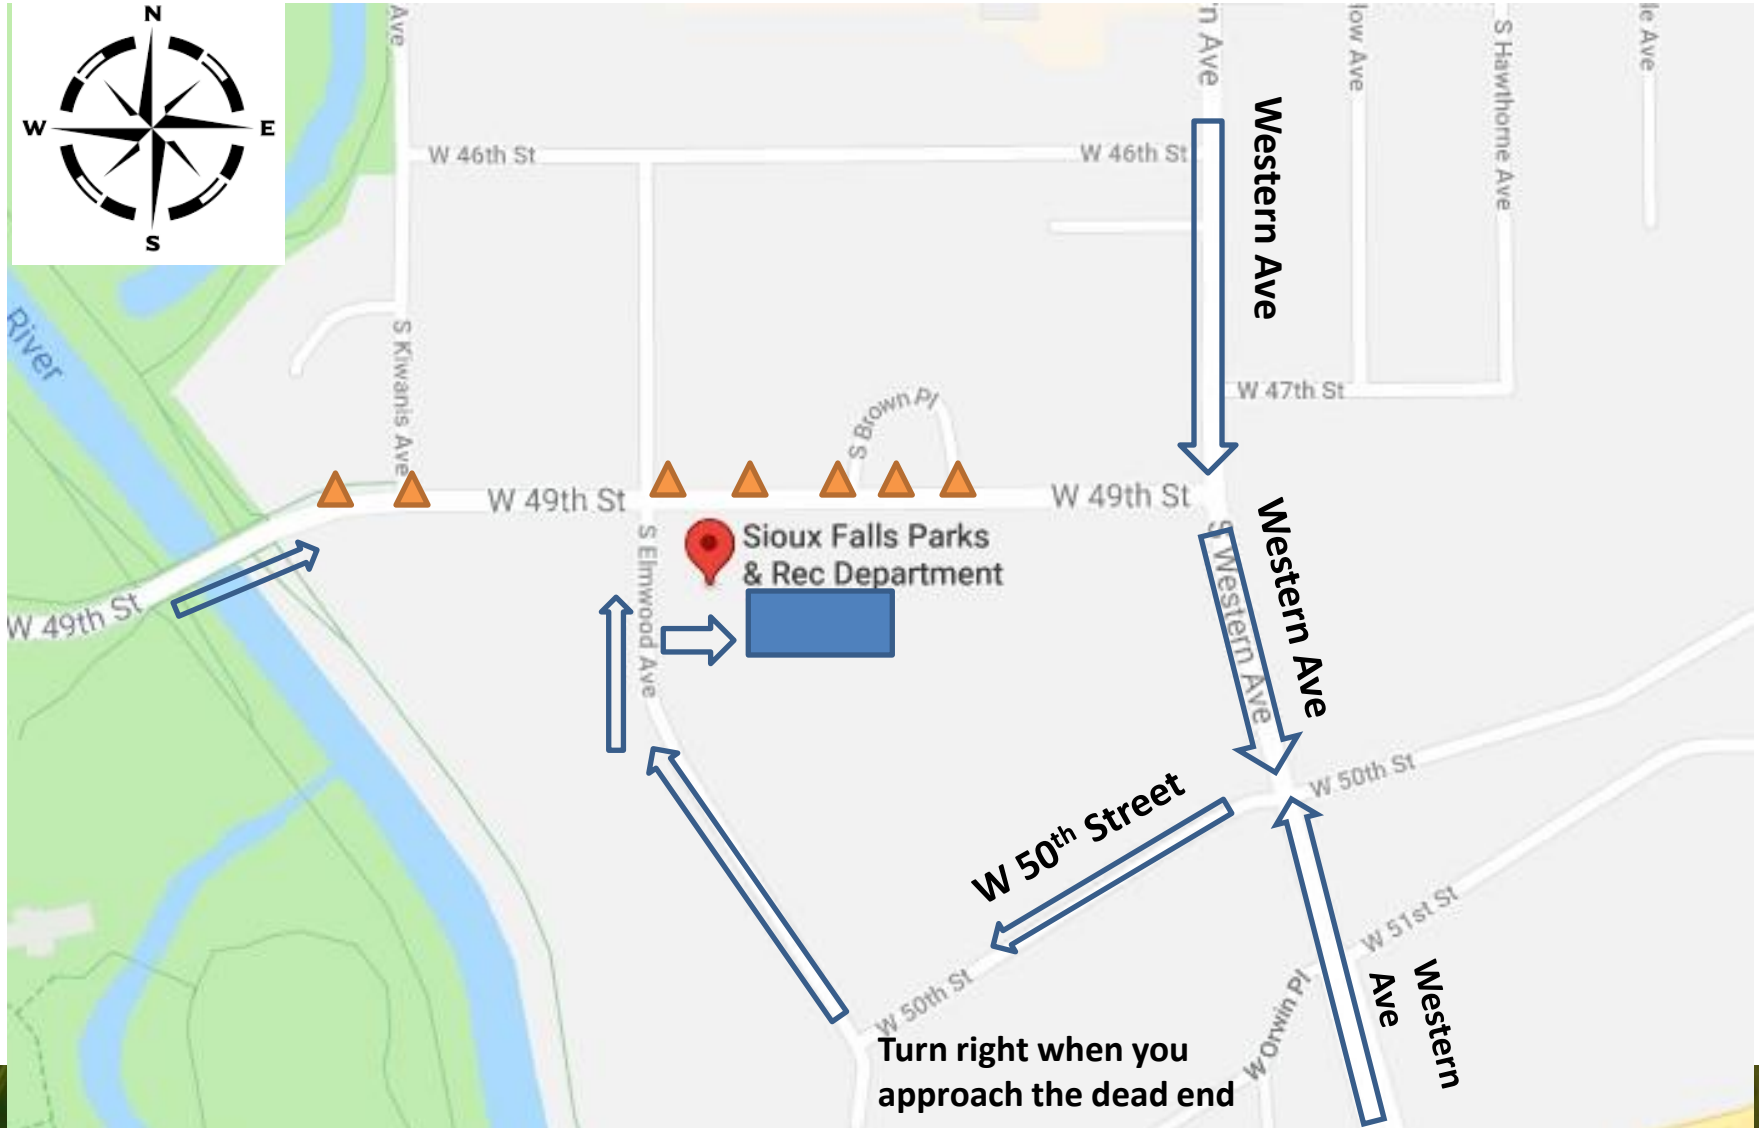 N
W
E
S
Ave
n Ave
low Ave
S Hawthorne Ave
le Ave
W 46th St
W 46th St
Western Ave
River
S Kiwanis Ave
W 47th St
S Brown Pl
W 49th St
W 49th St
Western Ave
S Western Ave
Sioux Falls Parks
& Rec Department
S Elmwood Ave
W 49th St
W 50th St
W 50th Street
W 51st St
W 50th St
W Orwin Pl
Western
Ave
Turn right when you
approach the dead end